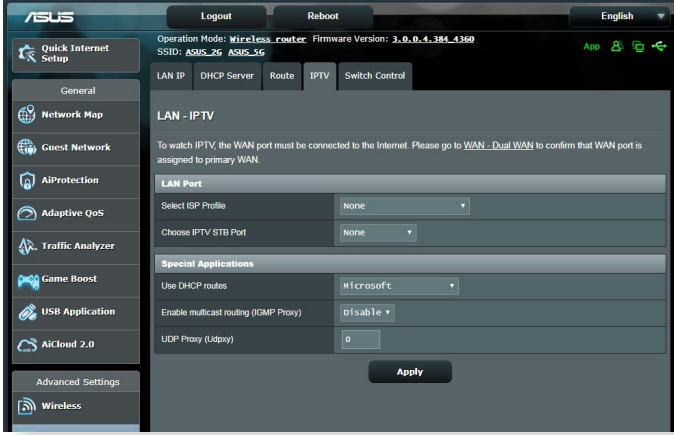 ASUS
Logout
Reboot
English
Quick Internet
Setup
Operation Mode: Wireless router Firmware Version: 3.0.0.4.384_4360
SSID: ASUS_2G ASUS_5G
App
LAN IP
DHCP Server
Route
IPTV
Switch Control
General
Network Map
Guest Network
AiProtection
Adaptive QoS
Traffic Analyzer
Game Boost
USB Application
AiCloud 2.0
Advanced Settings
Wireless
LAN - IPTV
To watch IPTV, the WAN port must be connected to the Internet. Please go to WAN - Dual WAN to confirm that WAN port is
assigned to primary WAN.
LAN Port
Select ISP Profile
None
Choose IPTV STB Port
None
Special Applications
Use DHCP routes
Microsoft
Enable multicast routing (IGMP Proxy)
Disable
UDP Proxy (Udpxy)
0
Apply